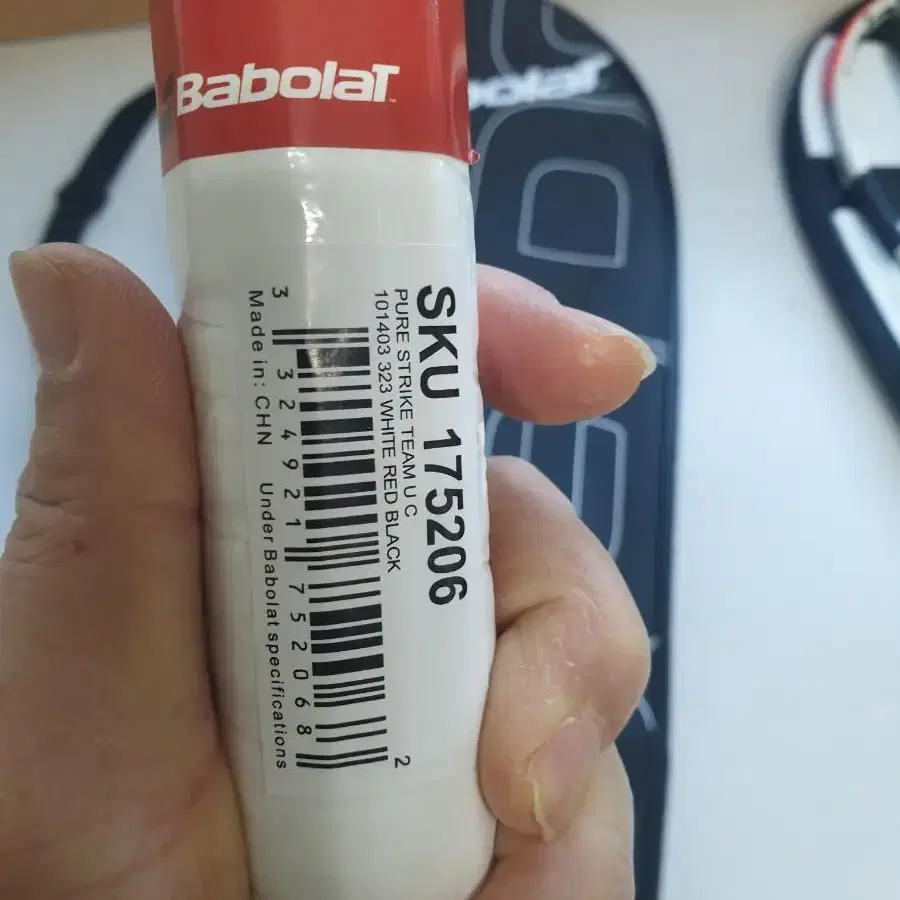 BabolaT
SKU 175206
PURE STRIKE TEAM U C
101403 323 WHITE RED BLACK
2
3 324921 752068
Made in: CHN Under Babolat specifications